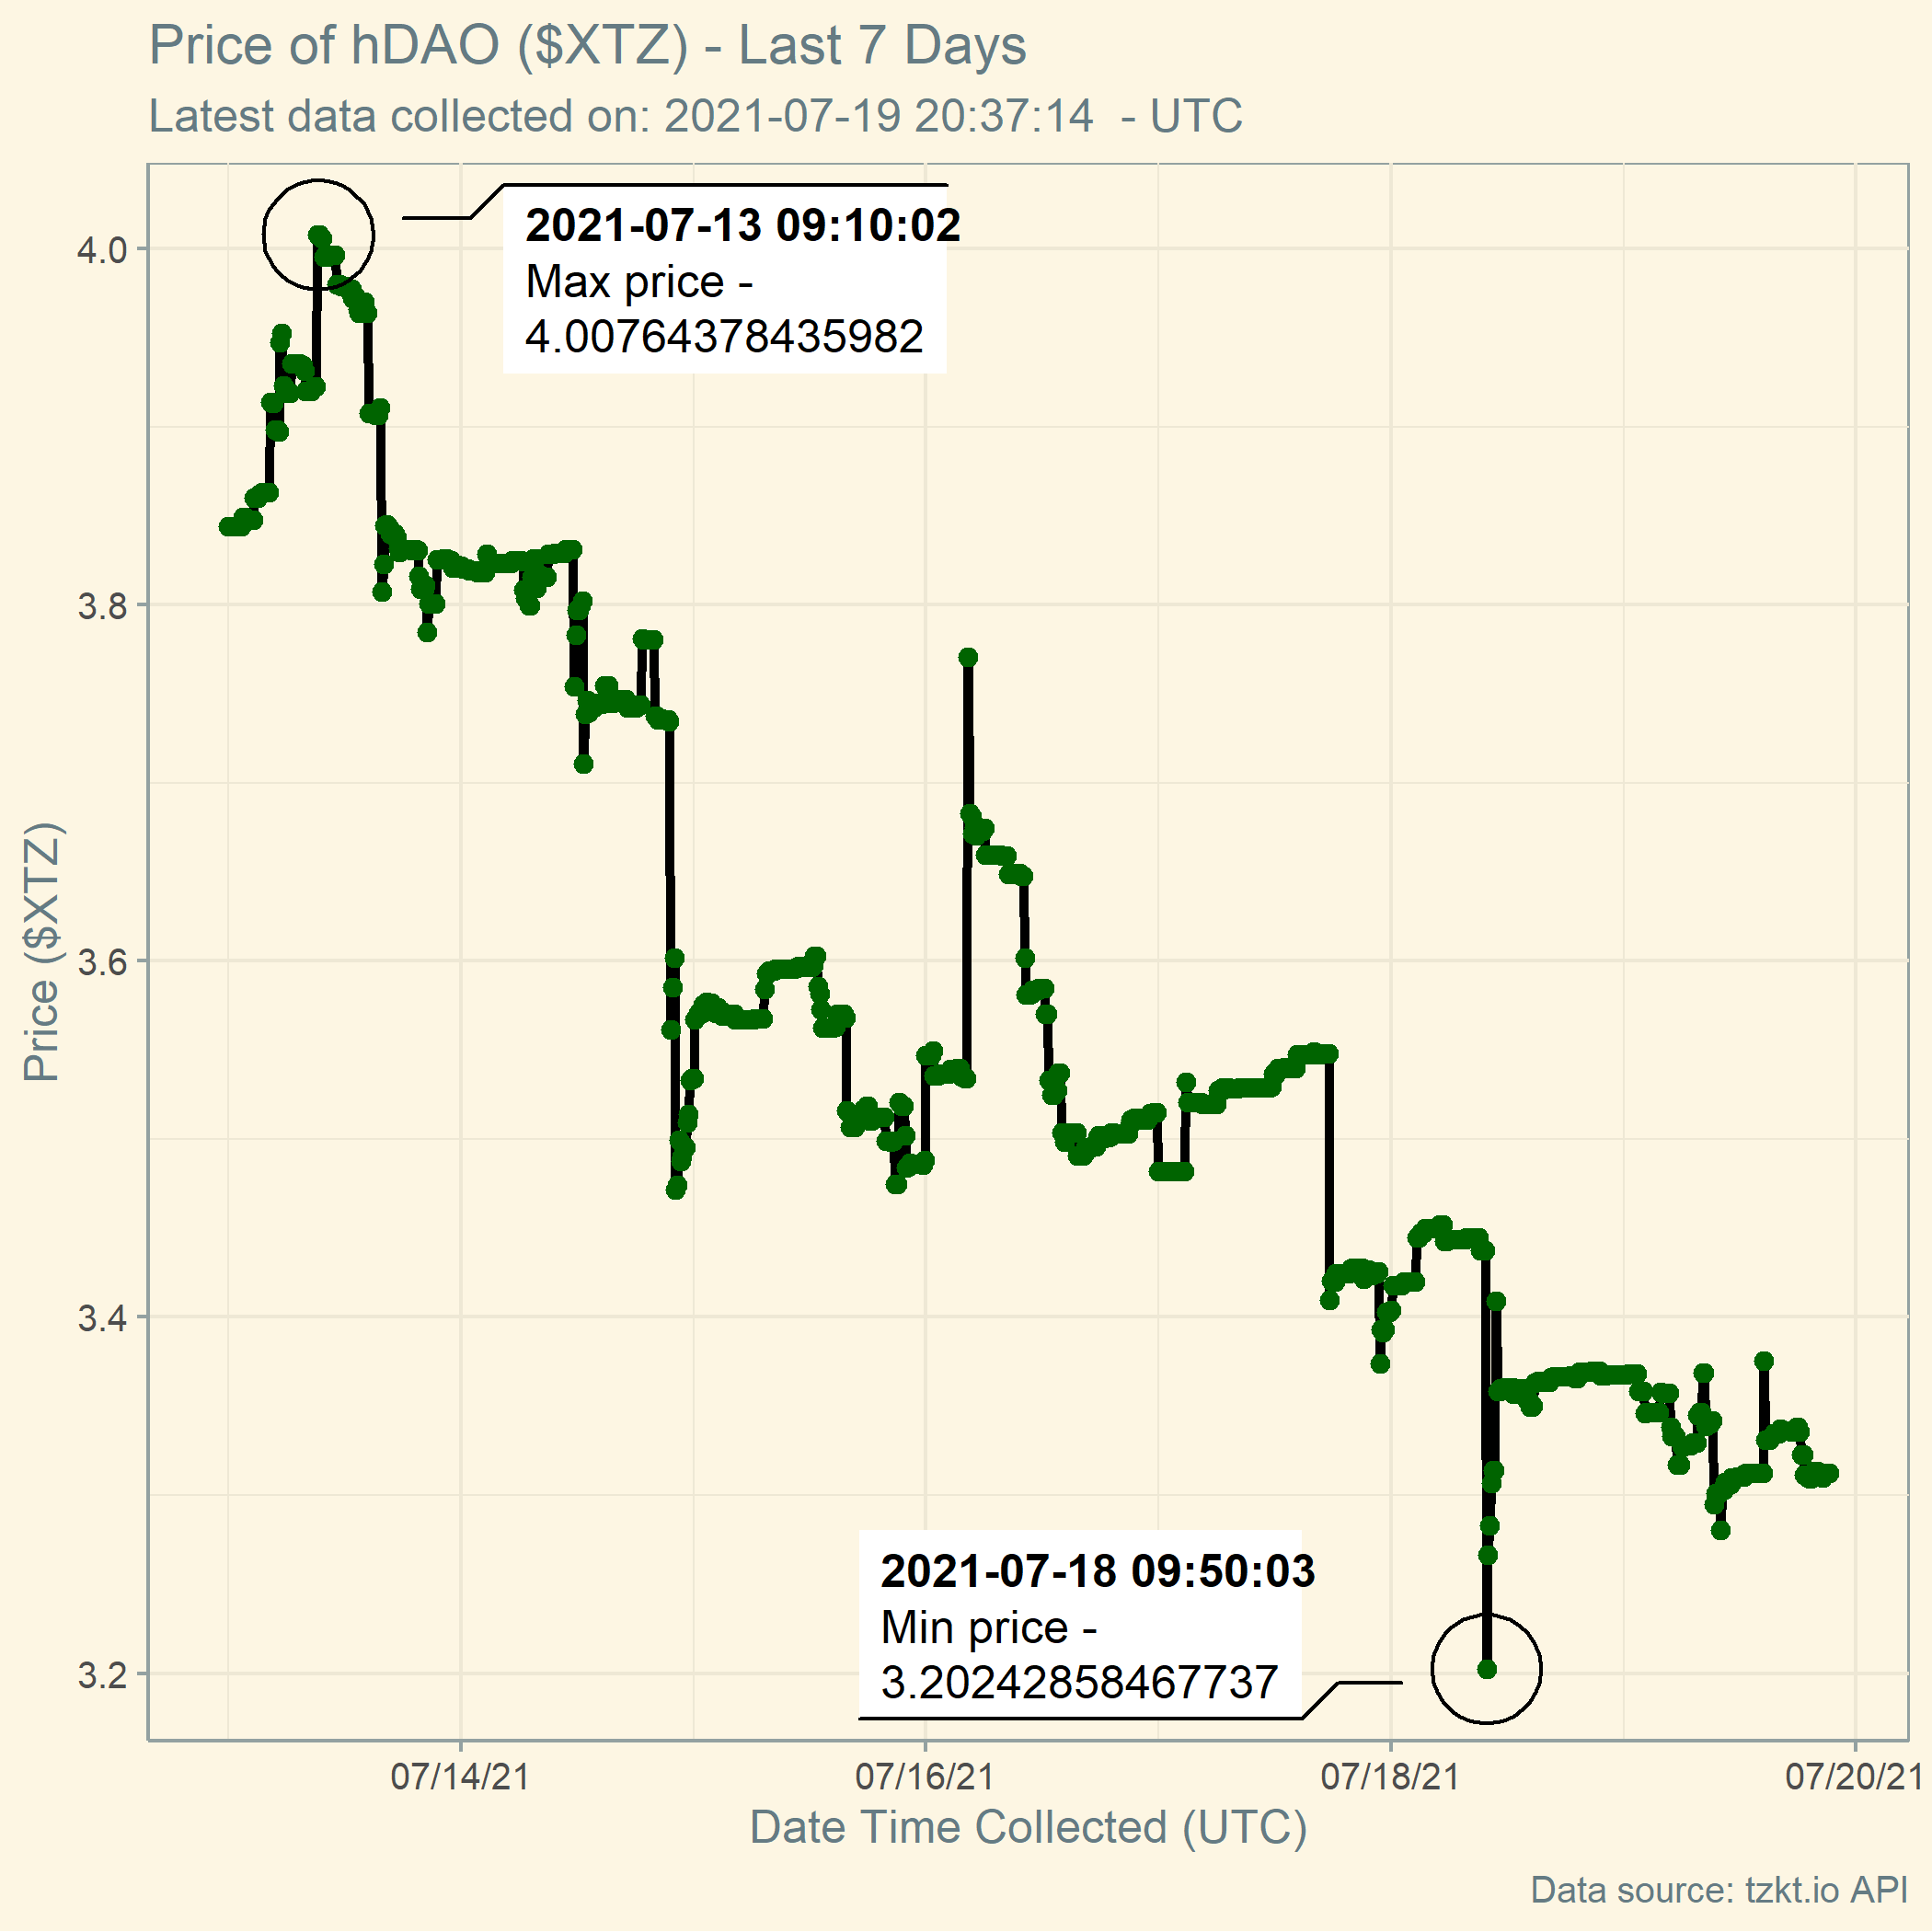 Price of hDAO ($XTZ) - Last 7 Days
Latest data collected on: 2021-07-19 20:37:14  - UTC
2021-07-13 09:10:02
Max price -
4.00764378435982
4.0
3.8
3.6
3.4
3.2
Price ($XTZ)
2021-07-18 09:50:03
Min price -
3.20242858467737
07/14/21
07/16/21
07/18/21
07/20/21
Date Time Collected (UTC)
Data source: tzkt.io API